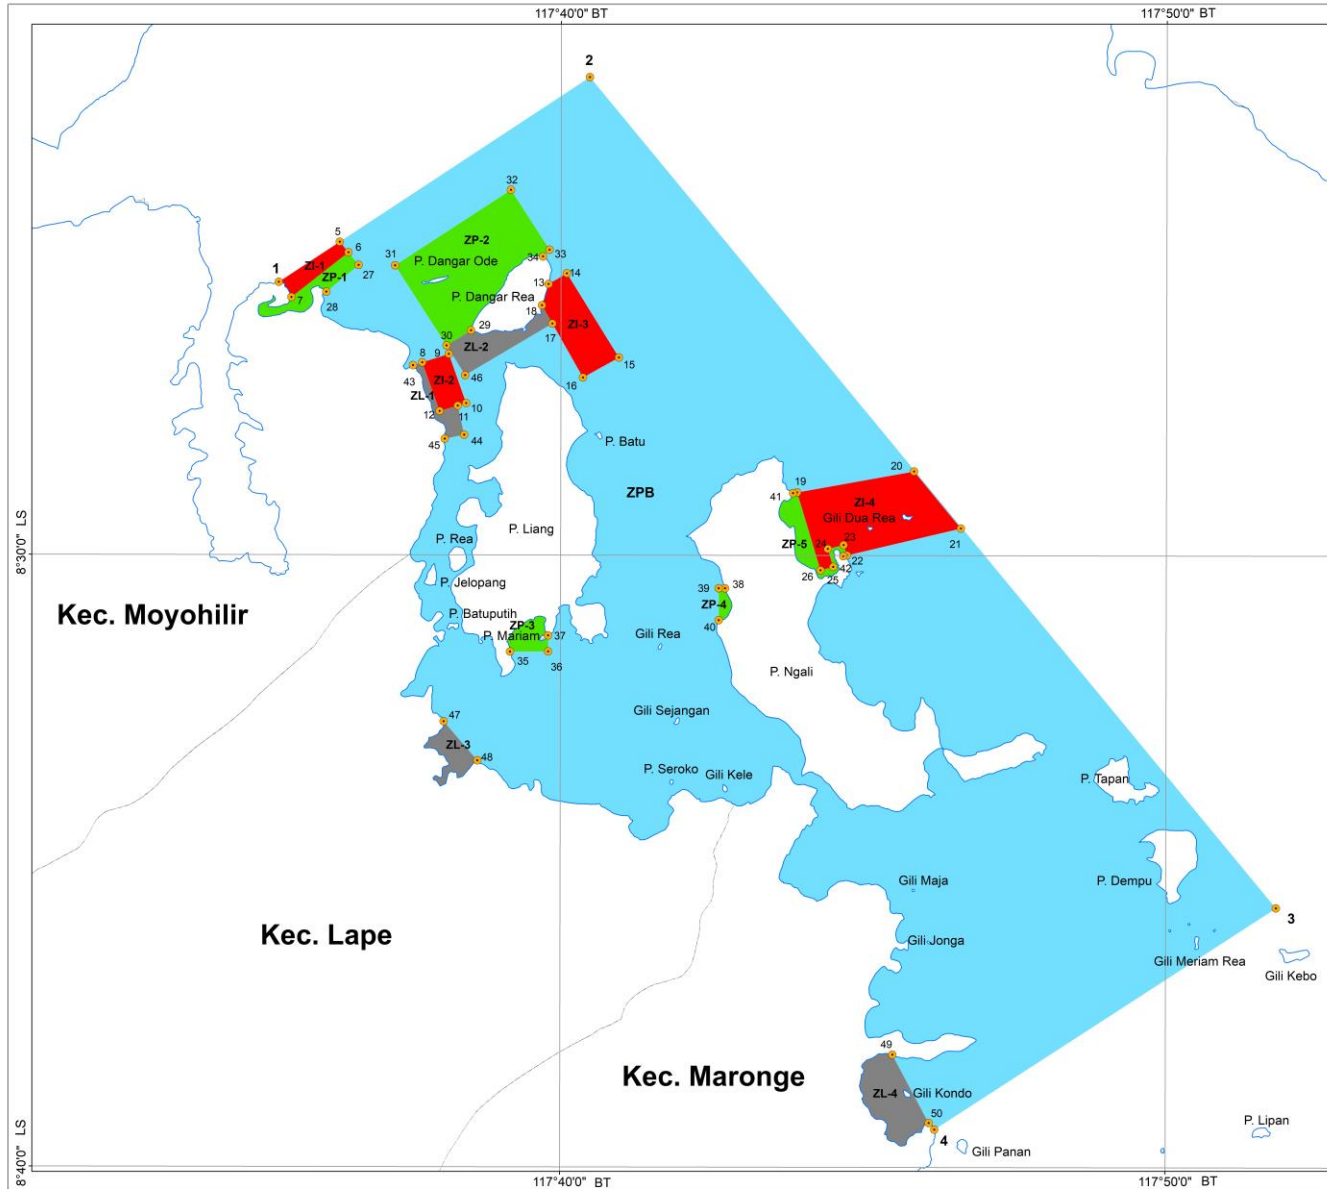 117°40'0" BT
117°50'0" BT
2
32
5
6
33
34
ZP-2
31
27
P. Dangar Ode
1
ZI-1
ZP-1
14
13
7
28
P. Dangar Rea
18
ZI-3
29
17
30
ZL-2
8
9
15
43
ZI-2
46
16
ZL-1
10
12
11
45
44
P. Batu
20
ZPB
41
19
ZI-4
Gili Dua Rea
8°30'0" LS
P. Liang
P. Rea
ZP-5
24
23
21
22
26
25
42
P. Jelopang
39
38
ZP-4
Kec. Moyohilir
P. Batuputih
ZP-3
40
P. Mariam
37
Gili Rea
35
36
P. Ngali
Gili Sejangan
47
ZL-3
48
P. Seroko
Gili Kele
P. Tapan
Gili Maja
P. Dempu
3
Kec. Lape
Gili Jonga
Gili Meriam Rea
Gili Kebo
49
Kec. Maronge
ZL-4
Gili Kondo
50
4
P. Lipan
Gili Panan
8°40'0" LS
117°40'0" BT
117°50'0" BT